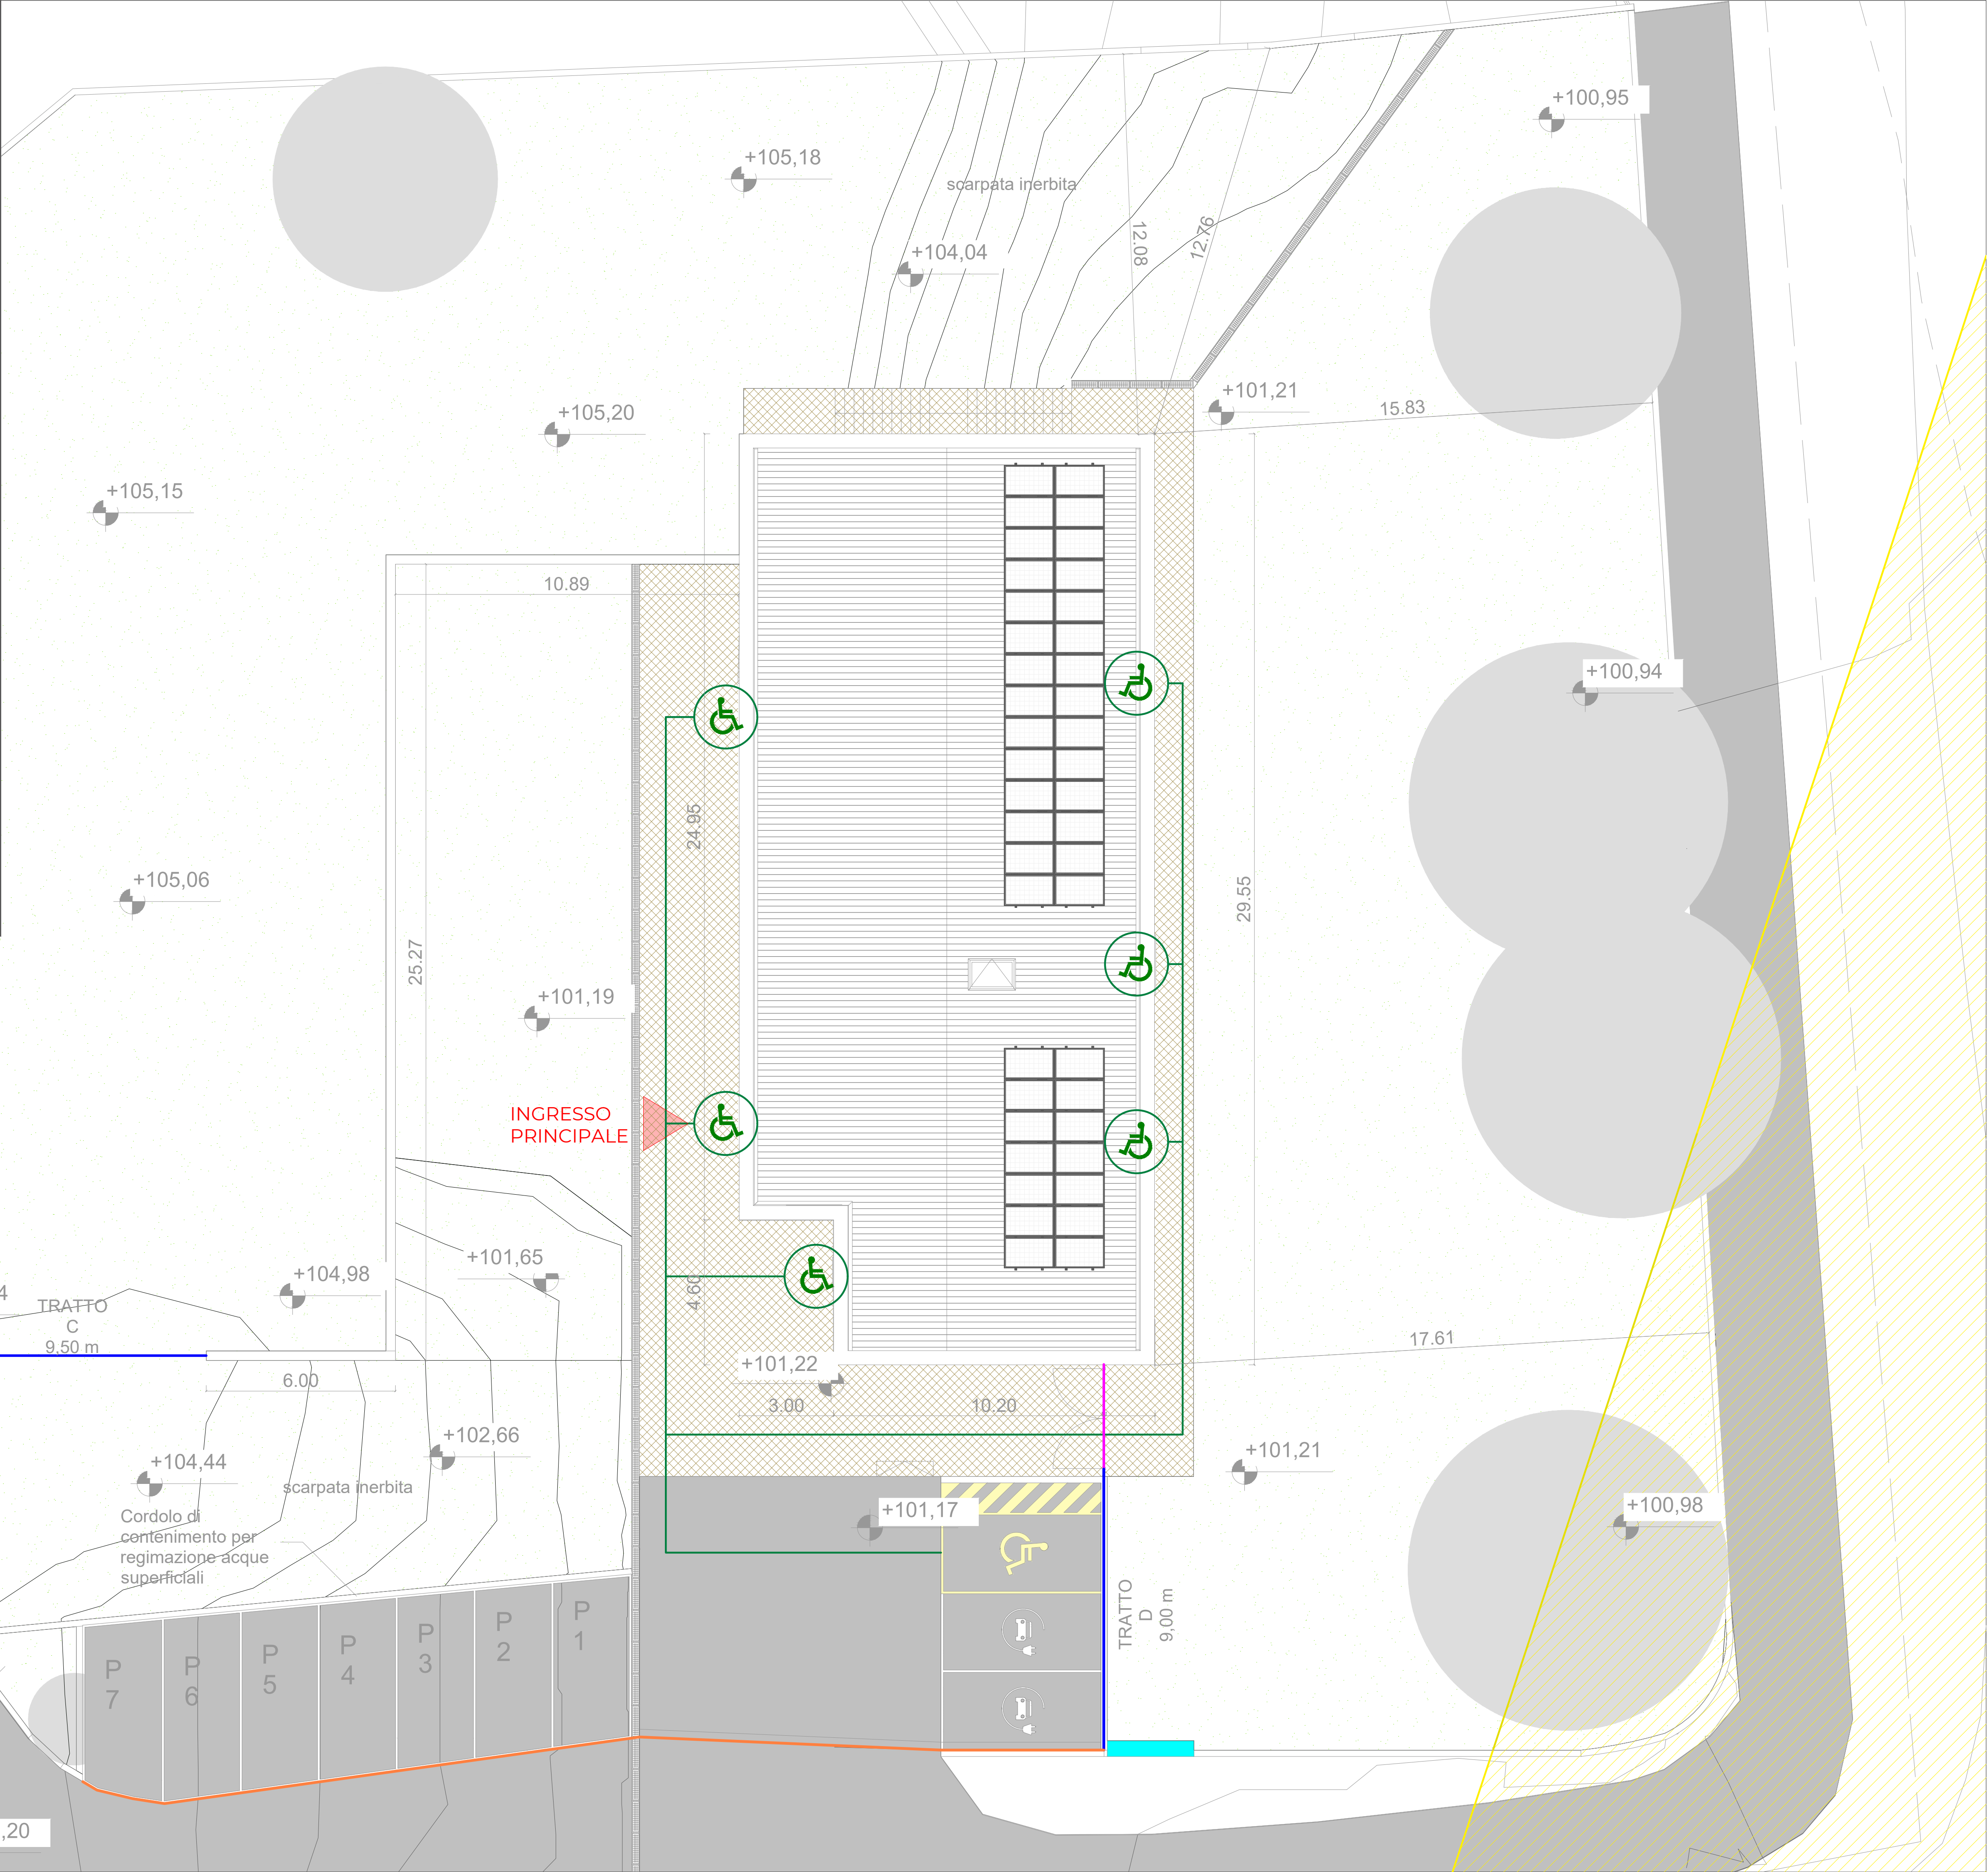 +100,95
+105,18
scarpata inerbita
12.08
12.76
+104,04
+101,21
15.83
+105,20
+105,15
10.89
+100,94
24.95
+105,06
29.55
25.27
+101,19
INGRESSO
PRINCIPALE
+101,65
+104,98
4.60
4
TRATTO
C
9.50 m
17.61
+101,22
6.00
3.00
10.20
+102,66
+101,21
+104,44
scarpata inerbita
+101,17
+100,98
Cordolo di
contenimento per
regimazione acque
superficiali
TRATTO
D
9,00 m
P
1
P
2
P
3
P
4
P
5
P
6
P
7
,20